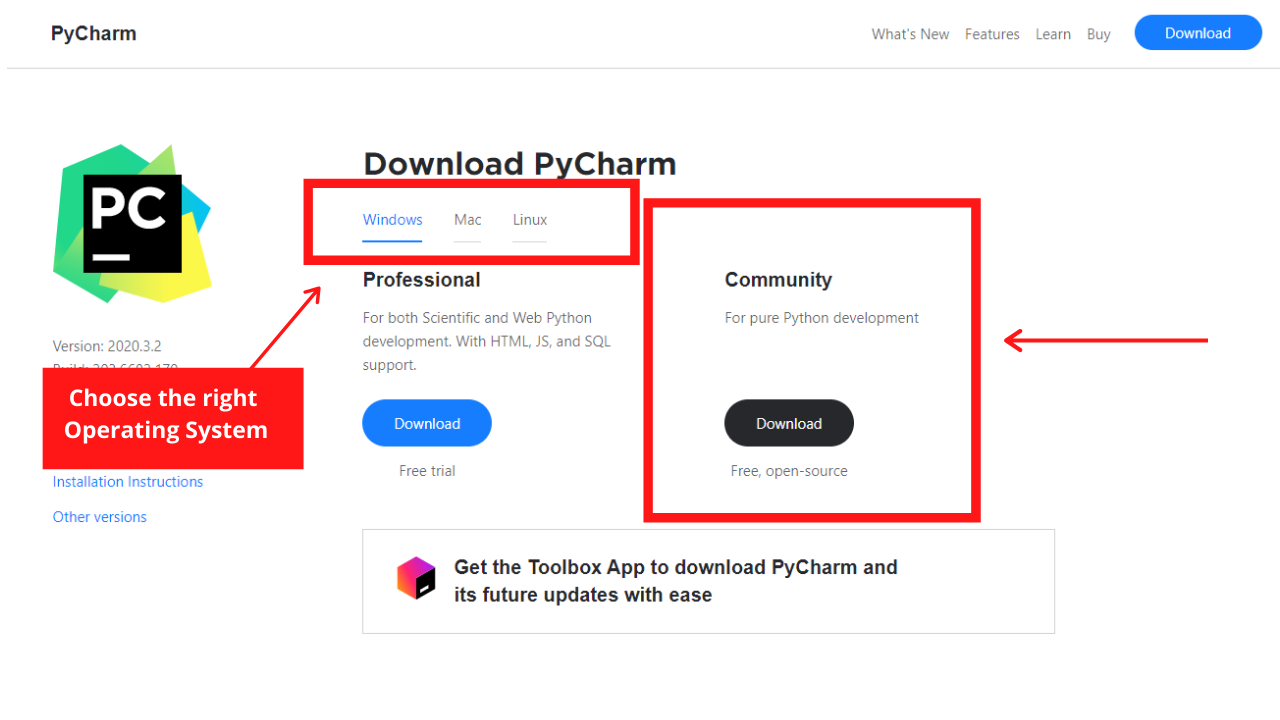 PyCharm
What's New Features Learn Buy Download
PC
Download PyCharm
Windows Mac Linux
Professional
For both Scientific and Web Python
development. With HTML, JS, and SQL
support.
Download
Free trial
Community
For pure Python development
Download
Free, open-source
Version: 2020.3.2
Choose the right
Operating System
Installation Instructions
Other versions
Get the Toolbox App to download PyCharm and
its future updates with ease